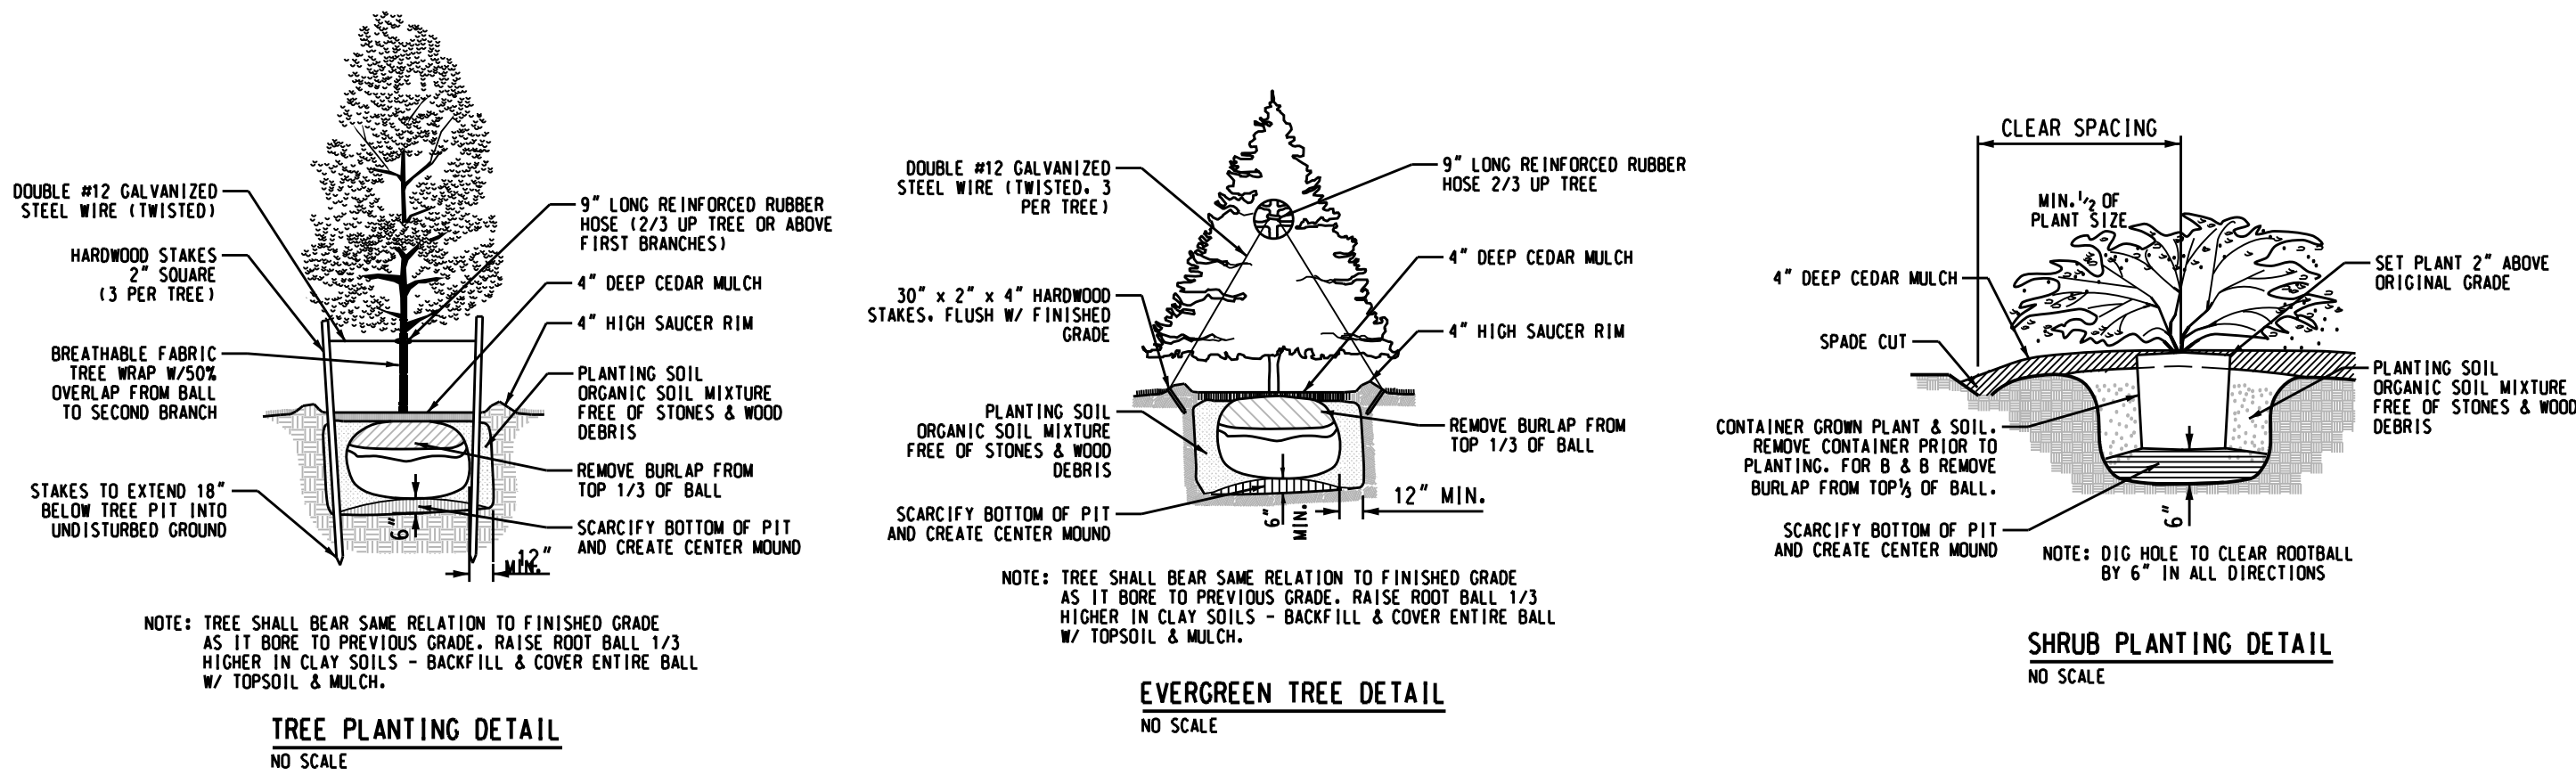 DOUBLE #12 GALVANIZED
STEEL WIRE (TWISTED)
HARDWOOD STAKES
2" SQUARE
(3 PER TREE)
BREATHABLE FABRIC
TREE WRAP W/50%
OVERLAP FROM BALL
TO SECOND BRANCH
STAKES TO EXTEND 18"
BELOW TREE PIT INTO
UNDISTURBED GROUND
9" LONG REINFORCED RUBBER
HOSE (2/3 UP TREE OR ABOVE
FIRST BRANCHES)
4" DEEP CEDAR MULCH
4" HIGH SAUCER RIM
PLANTING SOIL
ORGANIC SOIL MIXTURE
FREE OF STONES & WOOD
DEBRIS
REMOVE BURLAP FROM
TOP 1/3 OF BALL
SCARCIFY BOTTOM OF PIT
AND CREATE CENTER MOUND
6"
12"
MIN.
NOTE: TREE SHALL BEAR SAME RELATION TO FINISHED GRADE
AS IT BORE TO PREVIOUS GRADE. RAISE ROOT BALL 1/3
HIGHER IN CLAY SOILS - BACKFILL & COVER ENTIRE BALL
W/ TOPSOIL & MULCH.
TREE PLANTING DETAIL
NO SCALE
DOUBLE #12 GALVANIZED
STEEL WIRE (TWISTED. 3
PER TREE)
30" x 2" x 4" HARDWOOD
STAKES. FLUSH W/ FINISHED
GRADE
PLANTING SOIL
ORGANIC SOIL MIXTURE
FREE OF STONES & WOOD
DEBRIS
SCARCIFY BOTTOM OF PIT
AND CREATE CENTER MOUND
9" LONG REINFORCED RUBBER
HOSE 2/3 UP TREE
4" DEEP CEDAR MULCH
4" HIGH SAUCER RIM
REMOVE BURLAP FROM
TOP 1/3 OF BALL
12" MIN.
6"
MIN.
NOTE: TREE SHALL BEAR SAME RELATION TO FINISHED GRADE
AS IT BORE TO PREVIOUS GRADE. RAISE ROOT BALL 1/3
HIGHER IN CLAY SOILS - BACKFILL & COVER ENTIRE BALL
W/ TOPSOIL & MULCH.
EVERGREEN TREE DETAIL
NO SCALE
CLEAR SPACING
MIN. 1/2 OF
PLANT SIZE
4" DEEP CEDAR MULCH
SPADE CUT
CONTAINER GROWN PLANT & SOIL.
REMOVE CONTAINER PRIOR TO
PLANTING. FOR B & B REMOVE
BURLAP FROM TOP 1/3 OF BALL.
SCARCIFY BOTTOM OF PIT
AND CREATE CENTER MOUND
SET PLANT 2" ABOVE
ORIGINAL GRADE
PLANTING SOIL
ORGANIC SOIL MIXTURE
FREE OF STONES & WOOD
DEBRIS
6"
NOTE: DIG HOLE TO CLEAR ROOTBALL
BY 6" IN ALL DIRECTIONS
SHRUB PLANTING DETAIL
NO SCALE